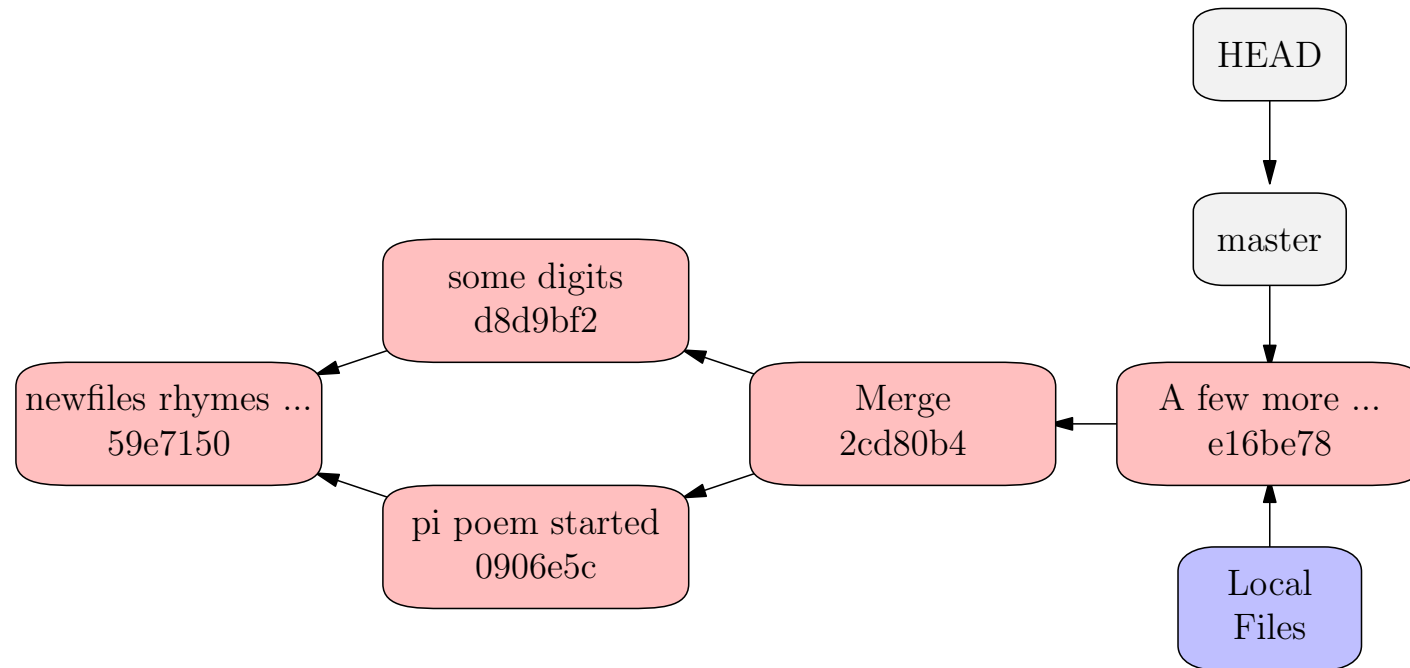 HEAD
master
some digits
d8d9bf2
newfiles rhymes ...
59e7150
Merge
2cd80b4
A few more ...
e16be78
pi poem started
0906e5c
Local
Files